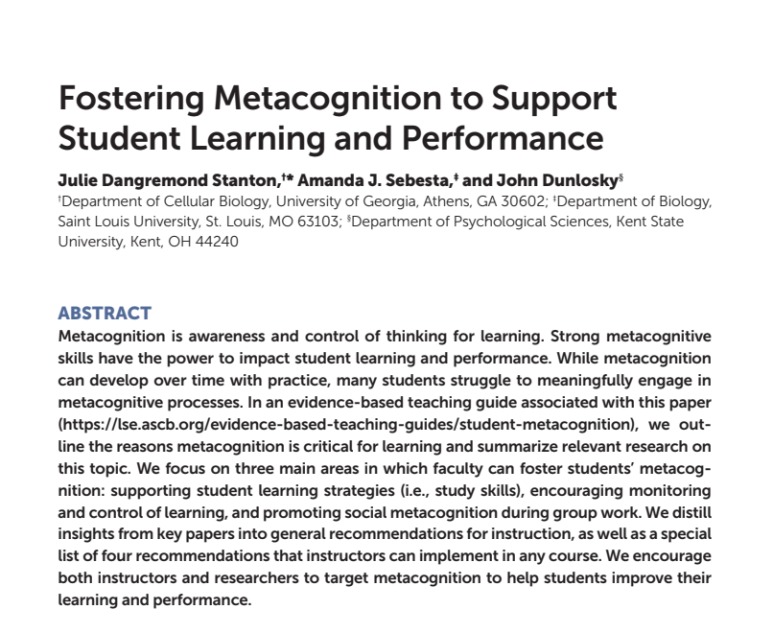 Fostering Metacognition to Support
Student Learning and Performance
Julie Dangremond Stanton,†* Amanda J. Sebesta,‡ and John Dunlosky§
†Department of Cellular Biology, University of Georgia, Athens, GA 30602; ‡Department of Biology,
Saint Louis University, St. Louis, MO 63103; §Department of Psychological Sciences, Kent State
University, Kent, OH 44240
ABSTRACT
Metacognition is awareness and control of thinking for learning. Strong metacognitive
skills have the power to impact student learning and performance. While metacognition
can develop over time with practice, many students struggle to meaningfully engage in
metacognitive processes. In an evidence-based teaching guide associated with this paper
(https://lse.ascb.org/evidence-based-teaching-guides/student-metacognition), we out-
line the reasons metacognition is critical for learning and summarize relevant research on
this topic. We focus on three main areas in which faculty can foster students’ metacog-
nition: supporting student learning strategies (i.e., study skills), encouraging monitoring
and control of learning, and promoting social metacognition during group work. We distill
insights from key papers into general recommendations for instruction, as well as a special
list of four recommendations that instructors can implement in any course. We encourage
both instructors and researchers to target metacognition to help students improve their
learning and performance.